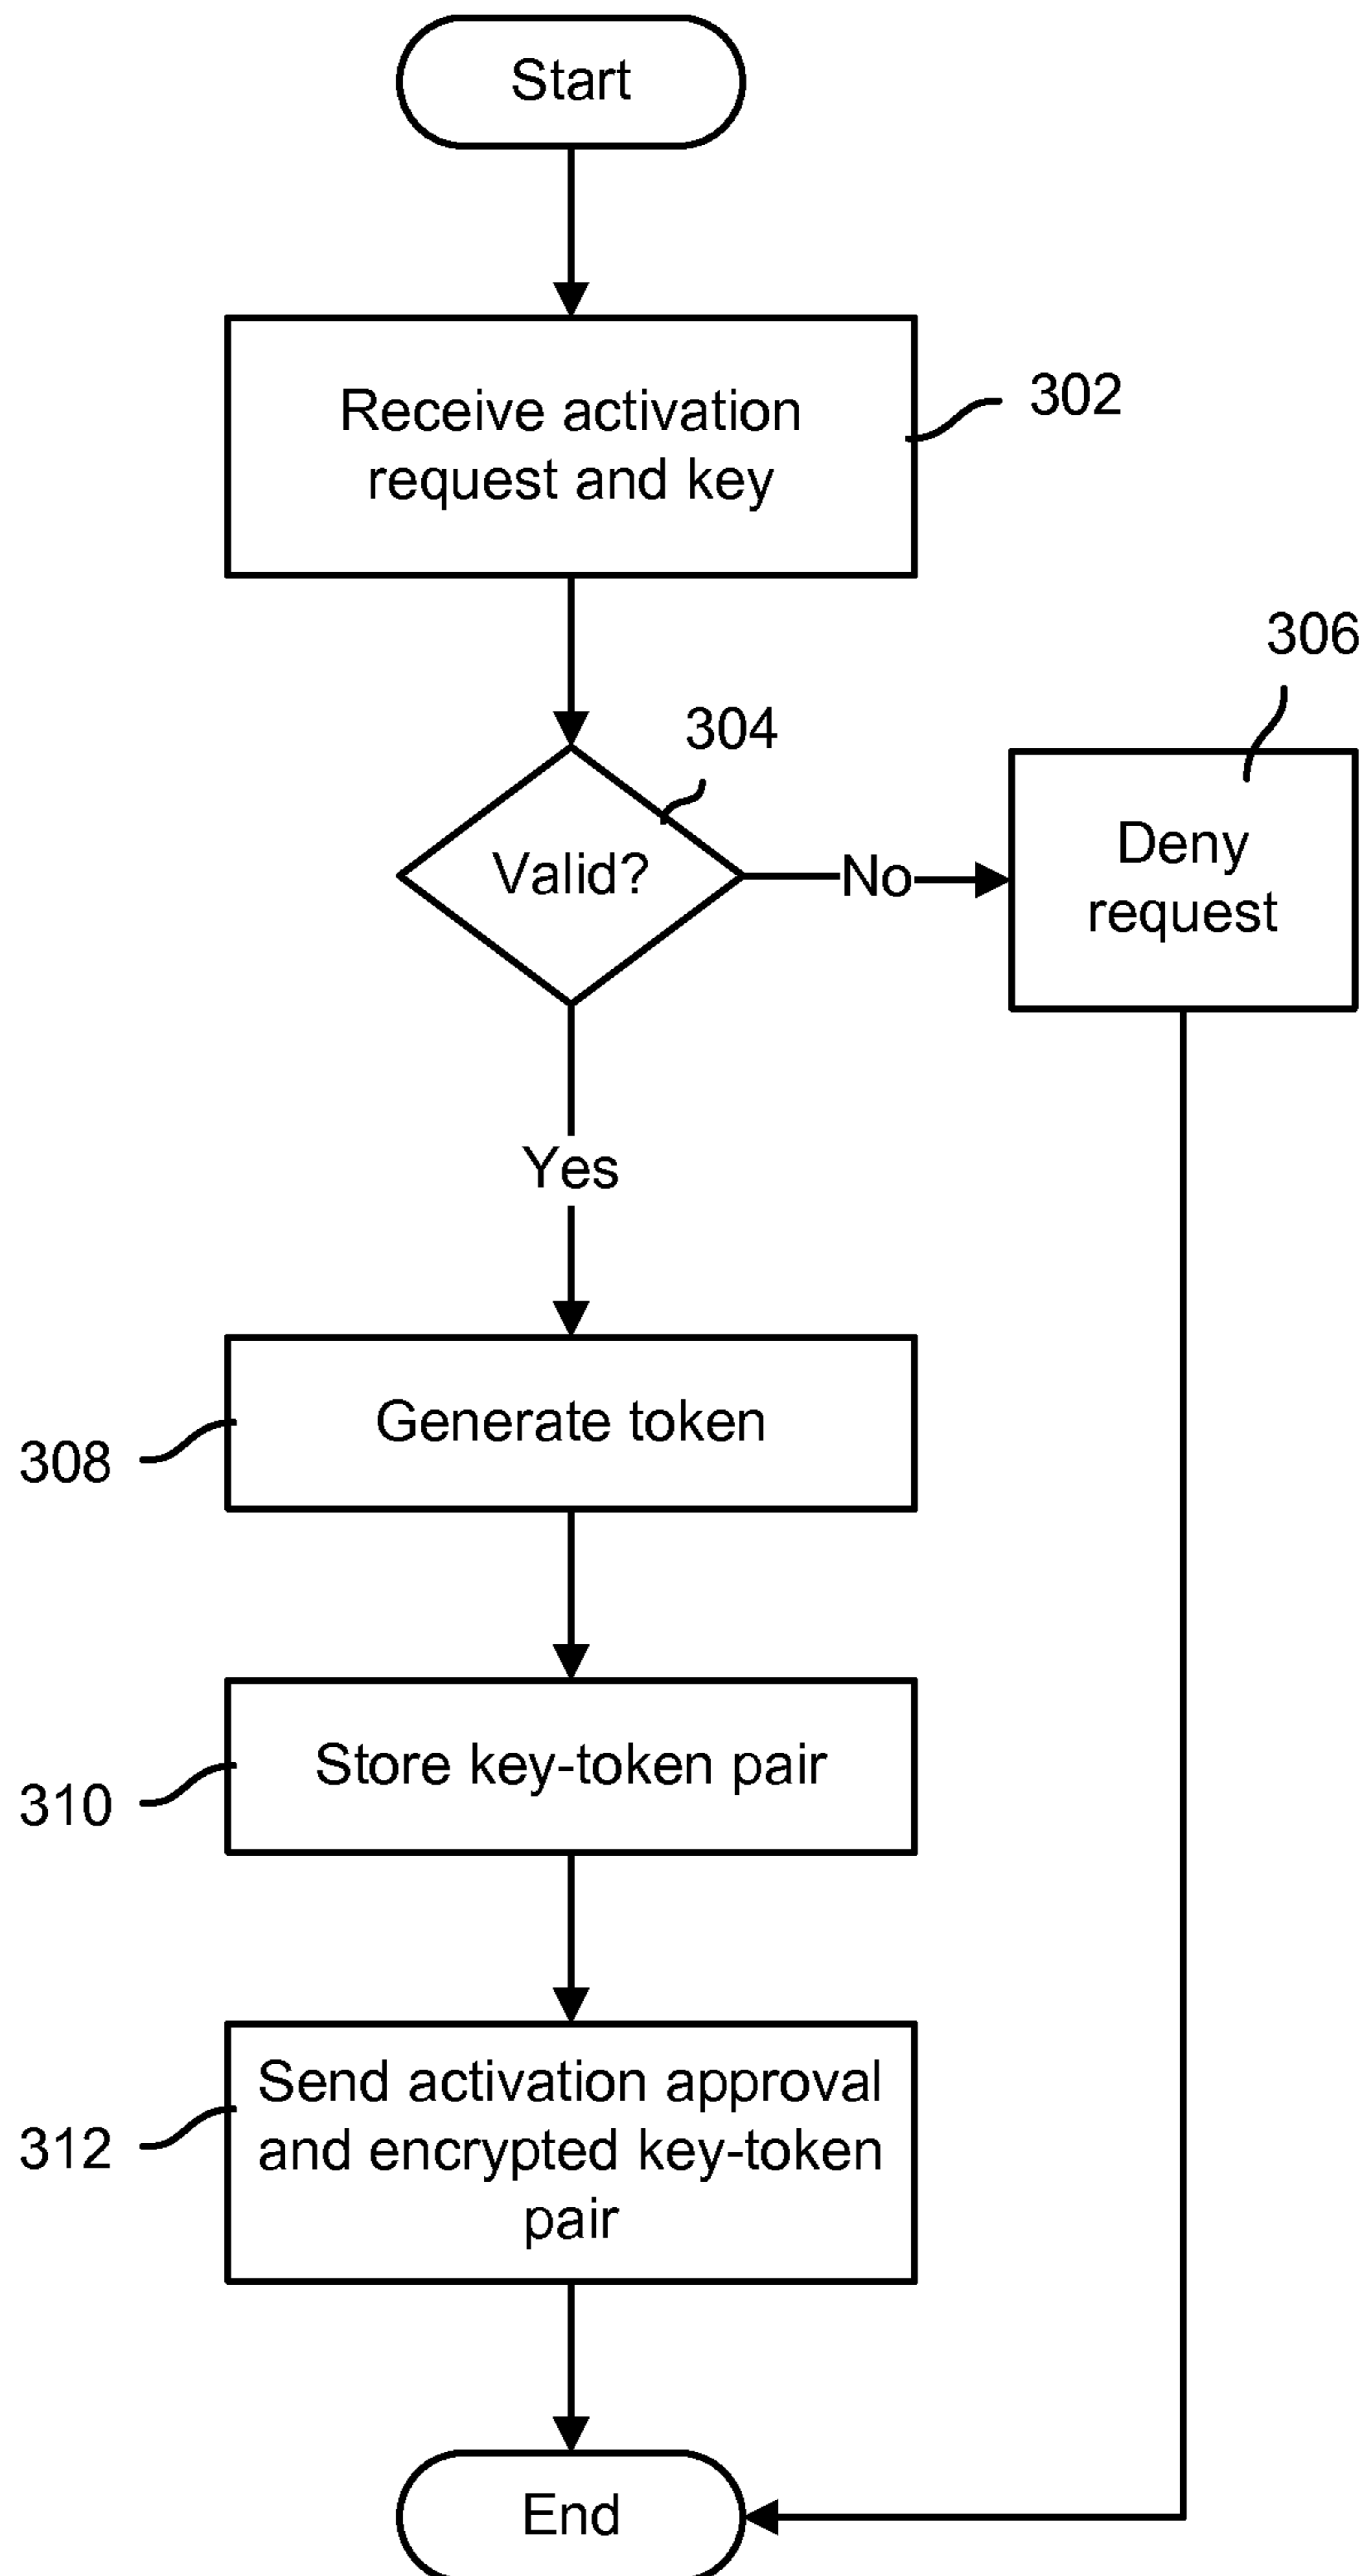 Start
Receive activation
request and key
302
306
304
Valid?
No
Deny
request
Yes
Generate token
308
Store key-token pair
310
Send activation approval
and encrypted key-token
pair
312
End